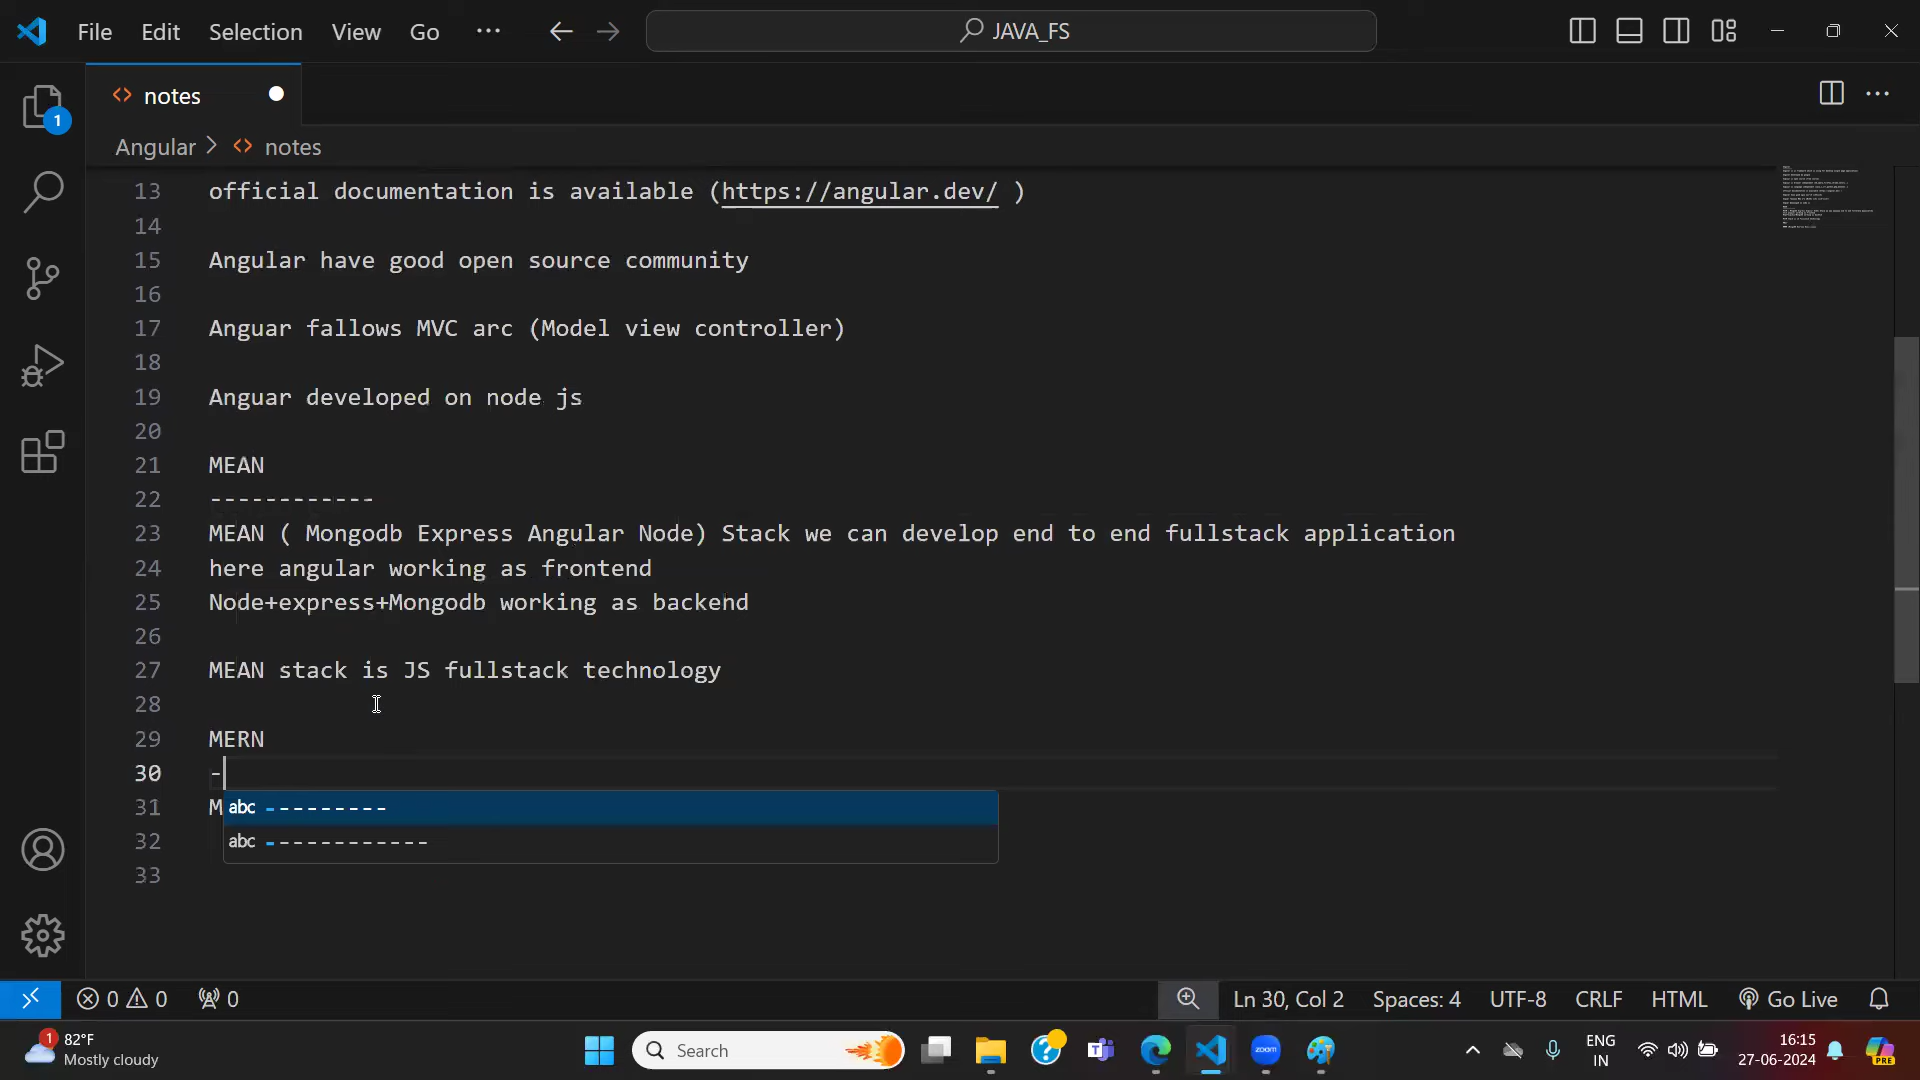 File Edit Selection View Go ··· JAVA_FS
1
notes
Angular > notes
13 official documentation is available (https://angular.dev/ )
14
15 Angular have good open source community
16
17 Anguar fallows MVC arc (Model view controller)
18
19 Anguar developed on node js
20
21 MEAN
22 ------------
23 MEAN ( Mongodb Express Angular Node) Stack we can develop end to end fullstack application
24 here angular working as frontend
25 Node+express+Mongodb working as backend
26
27 MEAN stack is JS fullstack technology
28
29 MERN
30 -
31 M abc ---------
32 abc ------------
33
0 0 0 Ln 30, Col 2 Spaces: 4 UTF-8 CRLF HTML Go Live
1 82°F
Mostly cloudy
Search
zoom
ENG
IN
16:15
27-06-2024
PRE